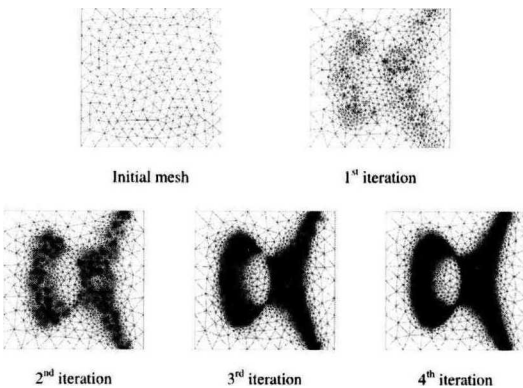 Initial mesh
1st iteration
2nd iteration
3rd iteration
4th iteration